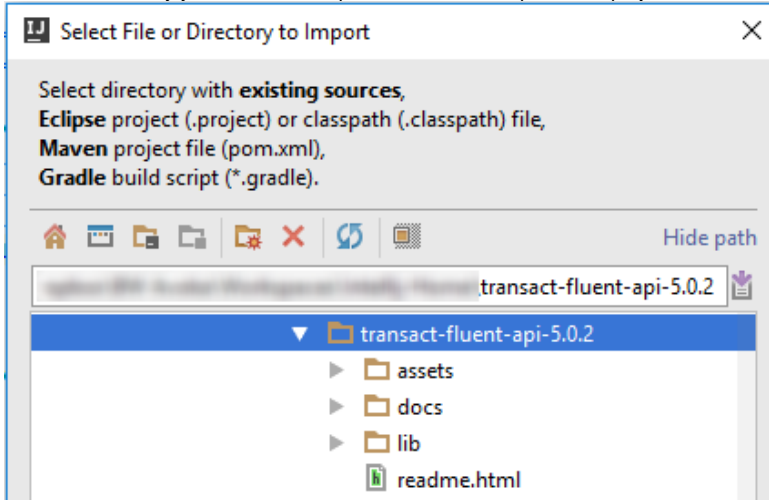 Select File or Directory to Import
Select directory with existing sources,
Eclipse project (.project) or classpath (.classpath) file,
Maven project file (pom.xml),
Gradle build script (*.gradle).
Hide path
transact-fluent-api-5.0.2
transact-fluent-api-5.0.2
assets
docs
lib
readme.html